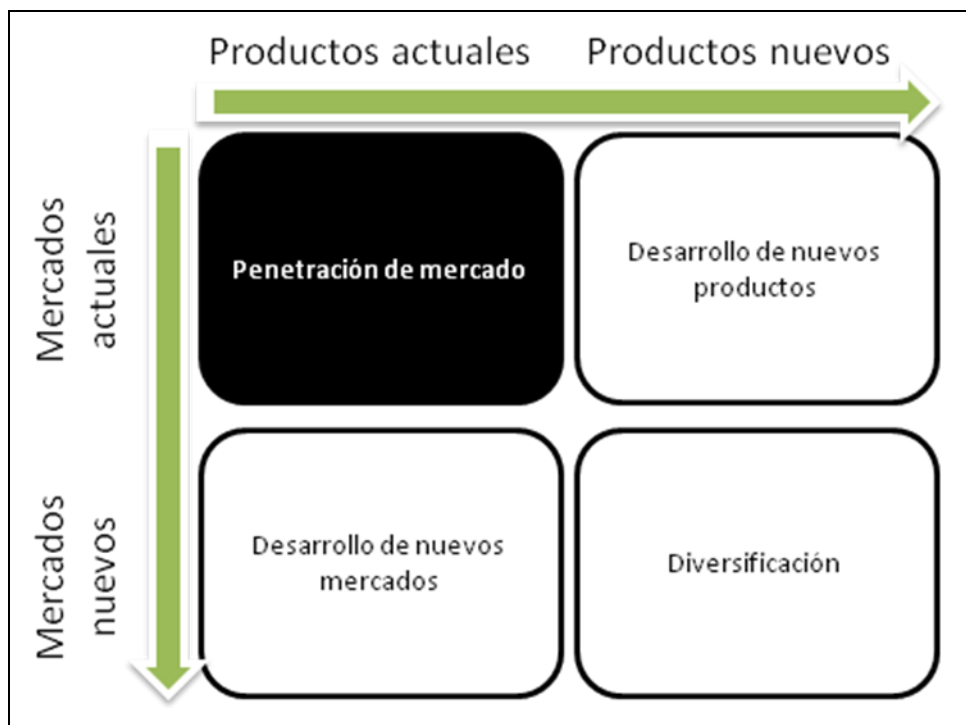 Productos actuales
Productos nuevos
Mercados
actuales
Penetración de mercado
Desarrollo de nuevos
productos
Mercados
nuevos
Desarrollo de nuevos
mercados
Diversificación